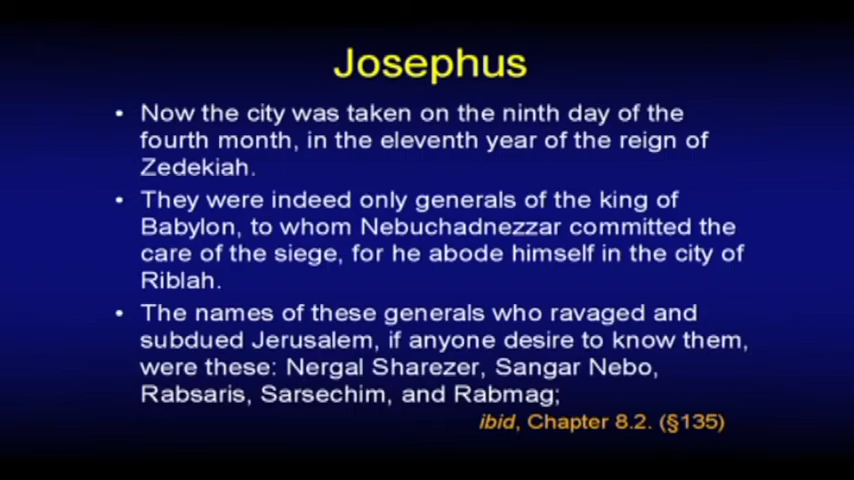 Josephus
• Now the city was taken on the ninth day of the
fourth month, in the eleventh year of the reign of
Zedekiah.
• They were indeed only generals of the king of
Babylon, to whom Nebuchadnezzar committed the
care of the siege, for he abode himself in the city of
Riblah.
• The names of these generals who ravaged and
subdued Jerusalem, if anyone desire to know them,
were these: Nergal Sharezer, Sangar Nebo,
Rabsaris, Sarsechim, and Rabmag;
ibid, Chapter 8.2. (§135)